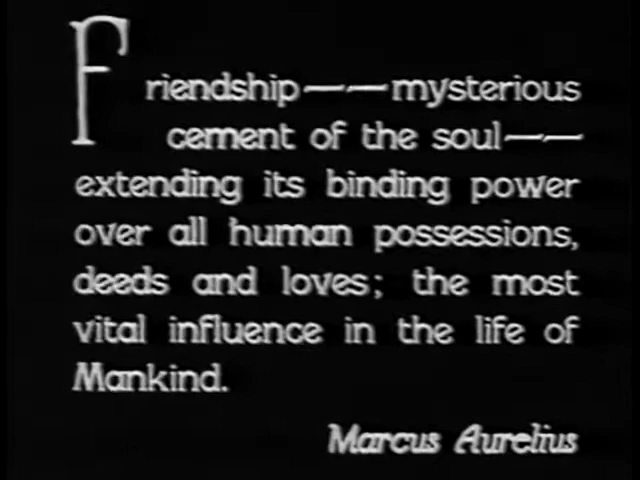 Friendship——mysterious
cement of the soul——
extending its binding power
over all human possessions,
deeds and loves; the most
vital influence in the life of
Mankind.
Marcus Aurelius